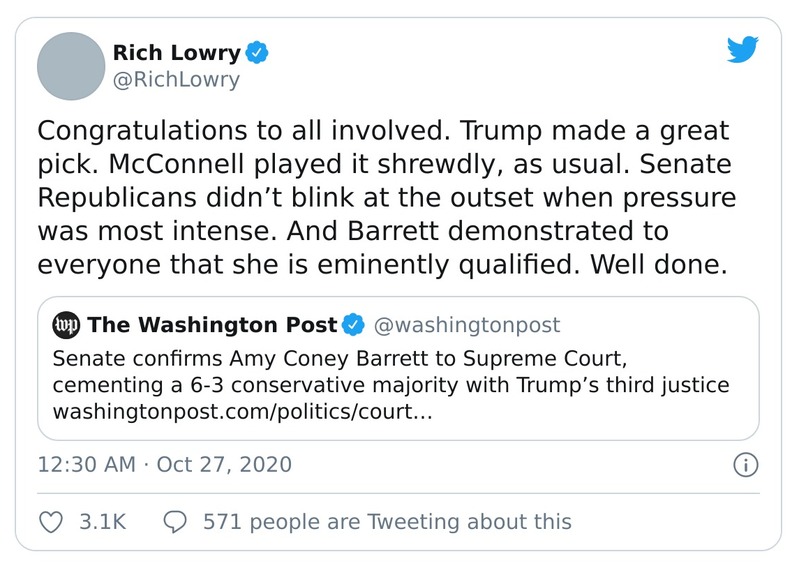 Rich Lowry
@RichLowry
Congratulations to all involved. Trump made a great
pick. McConnell played it shrewdly, as usual. Senate
Republicans didn’t blink at the outset when pressure
was most intense. And Barrett demonstrated to
everyone that she is eminently qualified. Well done.
wp The Washington Post @washingtonpost
Senate confirms Amy Coney Barrett to Supreme Court,
cementing a 6-3 conservative majority with Trump’s third justice
washingtonpost.com/politics/court…
12:30 AM · Oct 27, 2020
3.1K 571 people are Tweeting about this